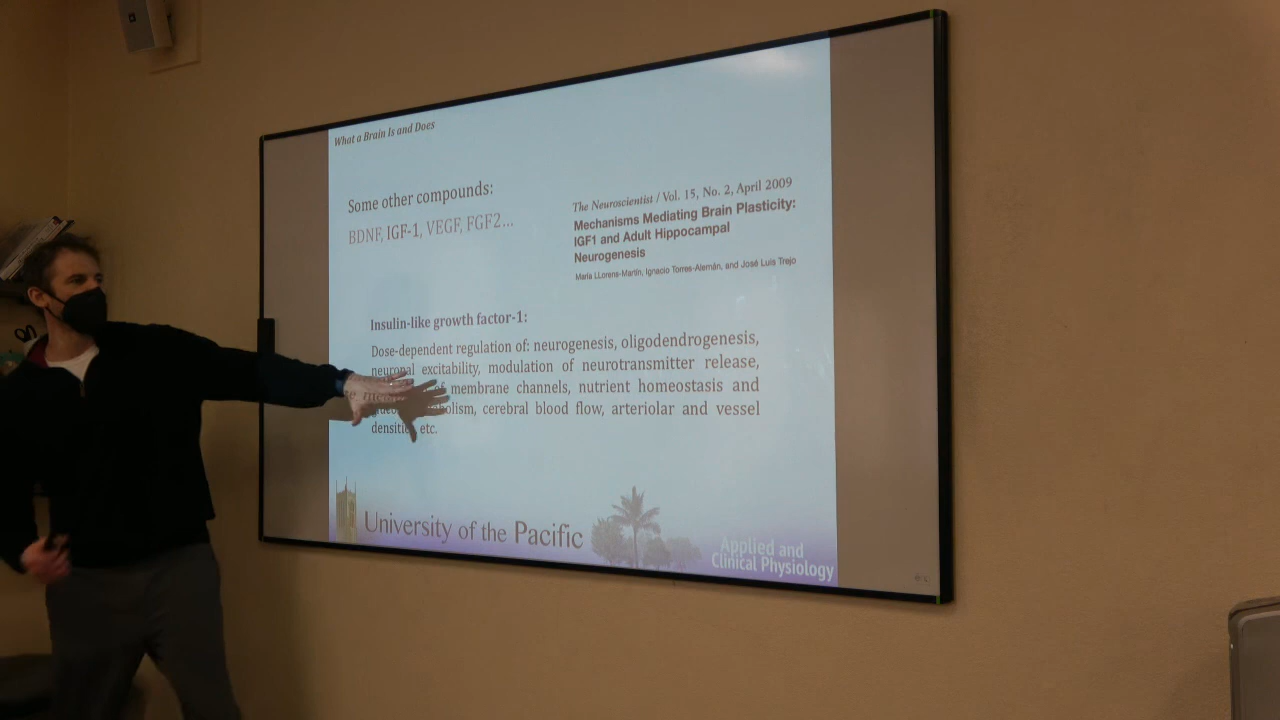 What a Brain Is and Does
Some other compounds:
BDNF, IGF-1, VEGF, FGF2...
The Neuroscientist / Vol. 15, No. 2, April 2009
Mechanisms Mediating Brain Plasticity:
IGF1 and Adult Hippocampal
Neurogenesis
María LLorens-Martín, Ignacio Torres-Alemán, and José Luis Trejo
Insulin-like growth factor-1:
Dose-dependent regulation of: neurogenesis, oligodendrogenesis,
neuronal excitability, modulation of neurotransmitter release,
membrane channels, nutrient homeostasis and
cerebral blood flow, arteriolar and vessel
etc.
University of the Pacific
Applied and
Clinical Physiology